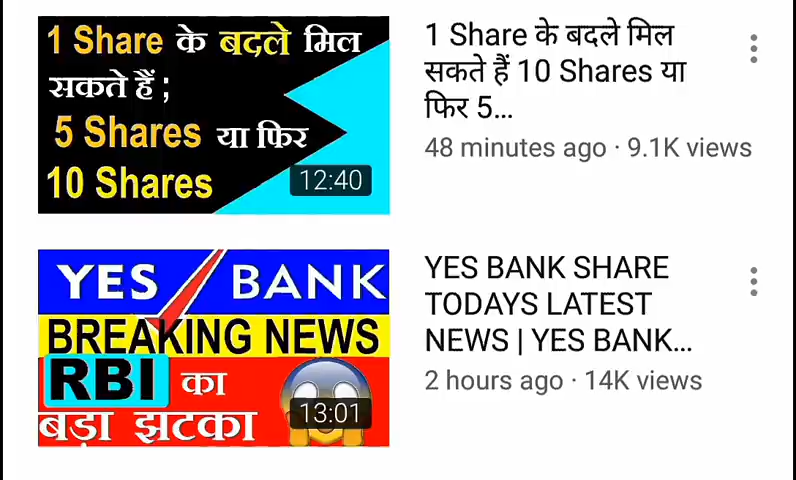 1 Share के बदले मिल
सकते हैं ;
5 Shares या फिर
10 Shares
12:40
1 Share के बदले मिल
सकते हैं 10 Shares या
फिर 5...
48 minutes ago · 9.1K views
YES BANK
BREAKING NEWS
RBI का
बड़ा झटका
13:01
YES BANK SHARE
TODAYS LATEST
NEWS | YES BANK...
2 hours ago · 14K views